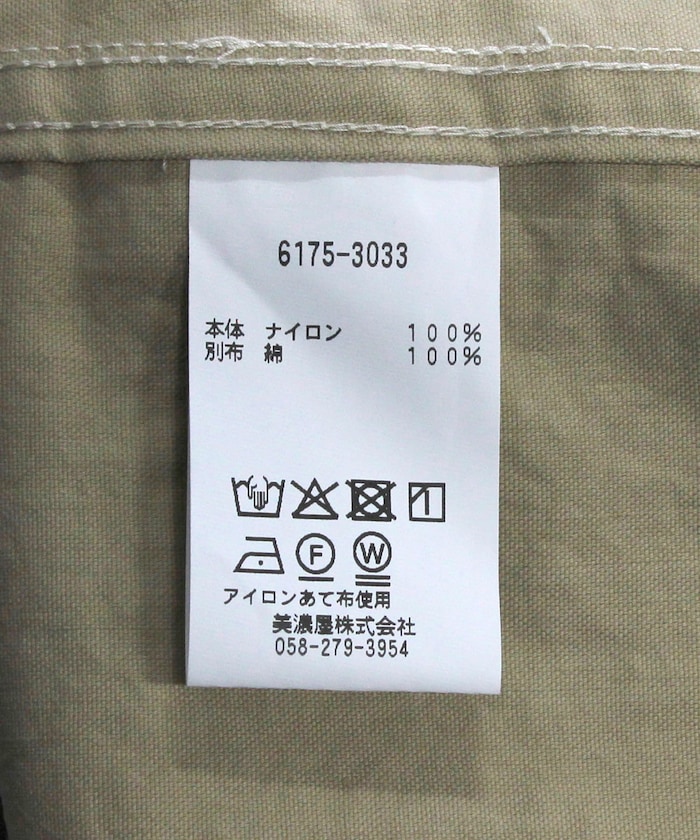 6175-3033
本体 ナイロン 100%
別布 綿 100%
F W
アイロンあて布使用
美濃屋株式会社
058-279-3954